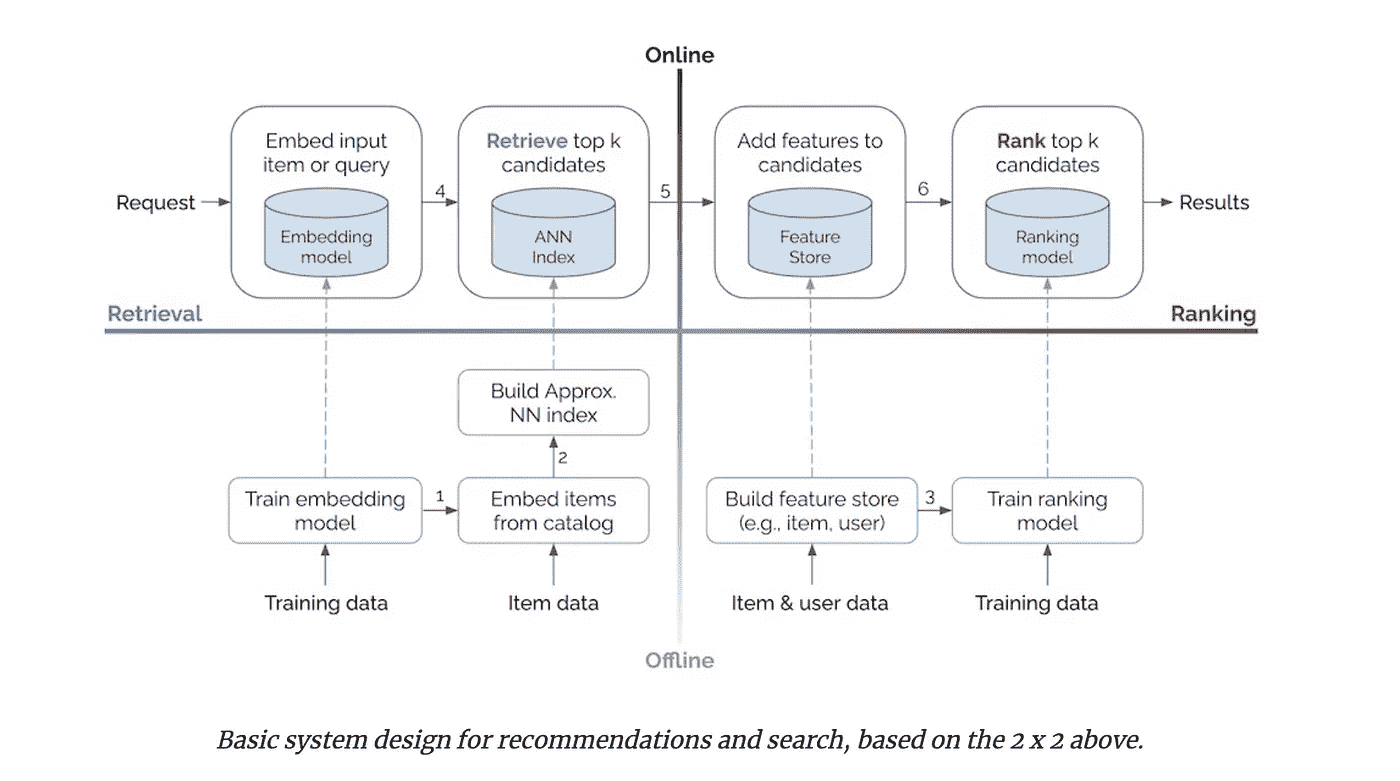 Online
Embed input
item or query
Embedding
model
Retrieve top k
candidates
ANN
Index
Add features to
candidates
Feature
Store
Rank top k
candidates
Ranking
model
Request
4
5
6
Results
Retrieval
Ranking
Build Approx.
NN index
2
Train embedding
model
1
Embed items
from catalog
Build feature store
(e.g., item, user)
3
Train ranking
model
Training data
Item data
Item & user data
Training data
Offline
Basic system design for recommendations and search, based on the 2 x 2 above.